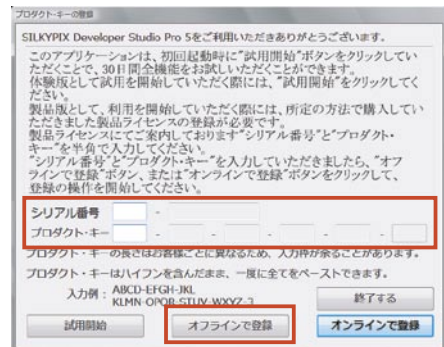 プロダクト・キーの登録
SILKYPIX Developer Studio Pro 5をご利用いただきありがとうございます。
このアプリケーションは、初回起動時に"試用開始"ボタンをクリックしてい
ただくことで、30日間全機能をお試しいただくことができます。
体験版として試用を開始していただく際には、"試用開始"をクリックしてく
ださい。
製品版として、利用を開始していただく際には、所定の方法で購入してい
ただきました製品ライセンスの登録が必要です。
製品ライセンスにてご案内しております"シリアル番号"と"プロダクト・
キー"を半角で入力してください。
"シリアル番号"と"プロダクト・キー"を入力していただきましたら、"オフ
ラインで登録"ボタン、または"オンラインで登録"ボタンをクリックして、
登録の操作を開始してください。
シリアル番号 -
プロダクト・キー - - - - -
プロダクト・キーの長さはお客様ごとに異なるため、入力枠が余ることがあります。
プロダクト・キーはハイフンを含んだまま、一度に全てをペーストできます。
入力例： ABCD-EFGH-IJKL
KLMN-OPQR-STUV-WXYZ-3
終了する
試用開始 オフラインで登録 オンラインで登録